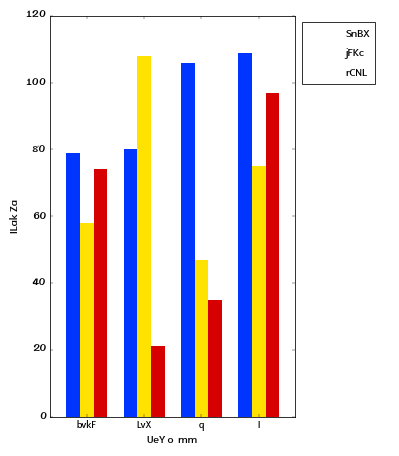 120
100
80
60
40
20
0
ILak Za
bvkF LvX q I
UeY o mm
SnBX
jFKc
rCNL